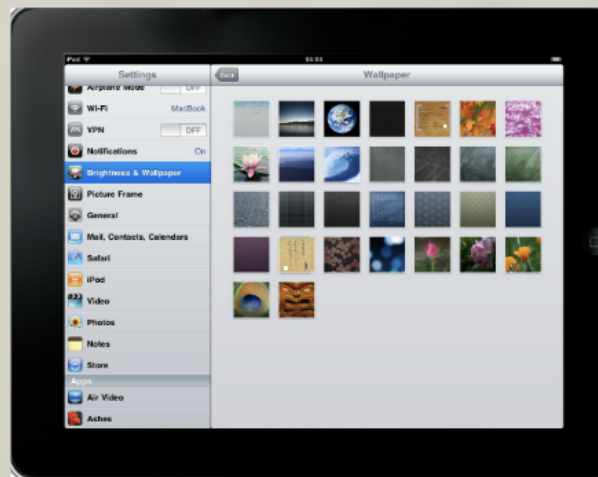 iPad
Settings
Back
Wallpaper
Airplane Mode OFF
Wi-Fi MacBook
VPN OFF
Notifications On
Brightness & Wallpaper
Picture Frame
General
Mail, Contacts, Calendars
Safari
iPod
Video
Photos
Notes
Store
Apps
Air Video
Ashes